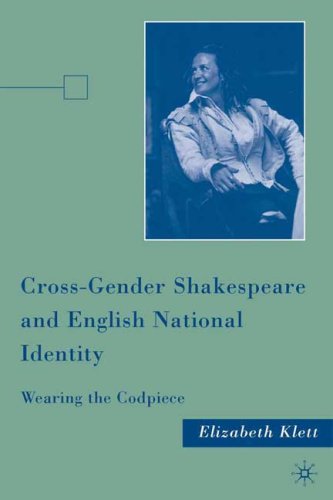 Cross-Gender Shakespeare
and English National
Identity
Wearing the Codpiece
Elizabeth Klett